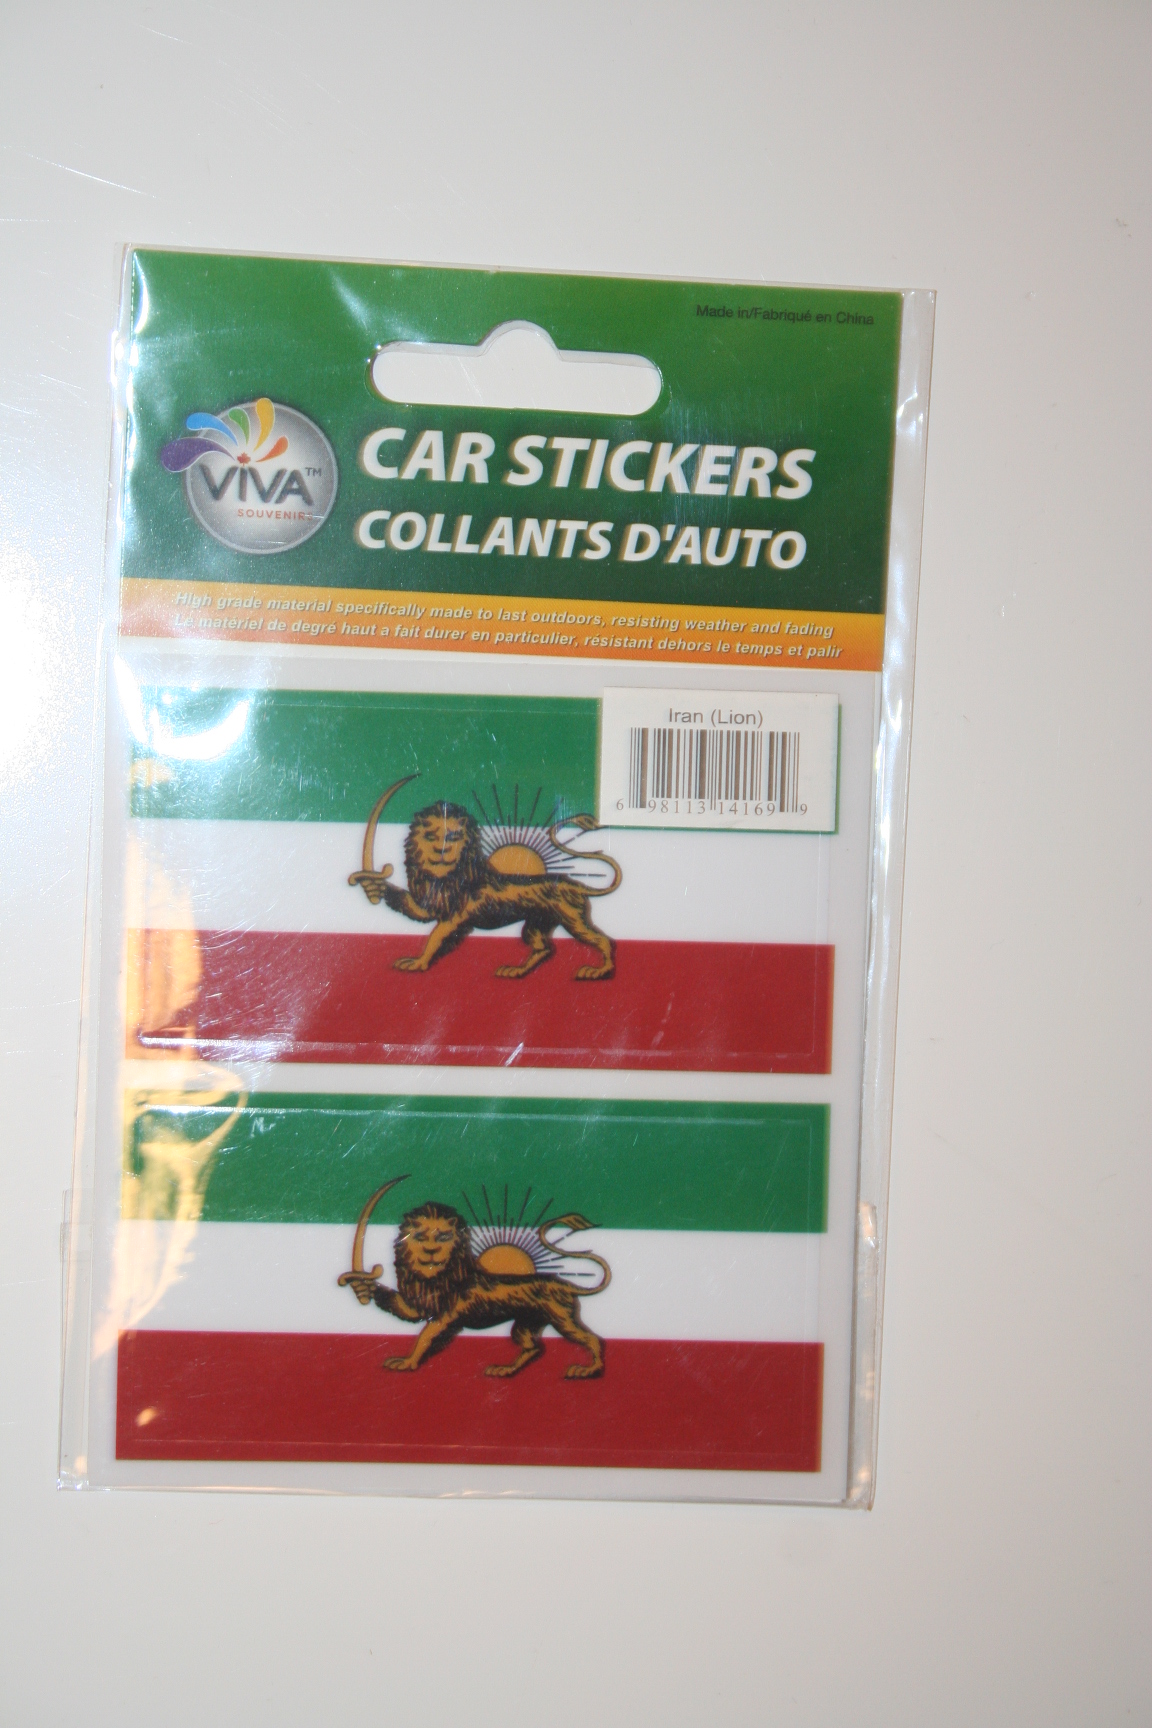 Made in/Fabriqué en China
VIVA™
SOUVENIRS
CAR STICKERS
COLLANTS D'AUTO
High grade material specifically made to last outdoors, resisting weather and fading
Le matériel de degré haut a fait durer en particulier, résistant dehors le temps et palir
Iran (Lion)
6 98113 14169 9